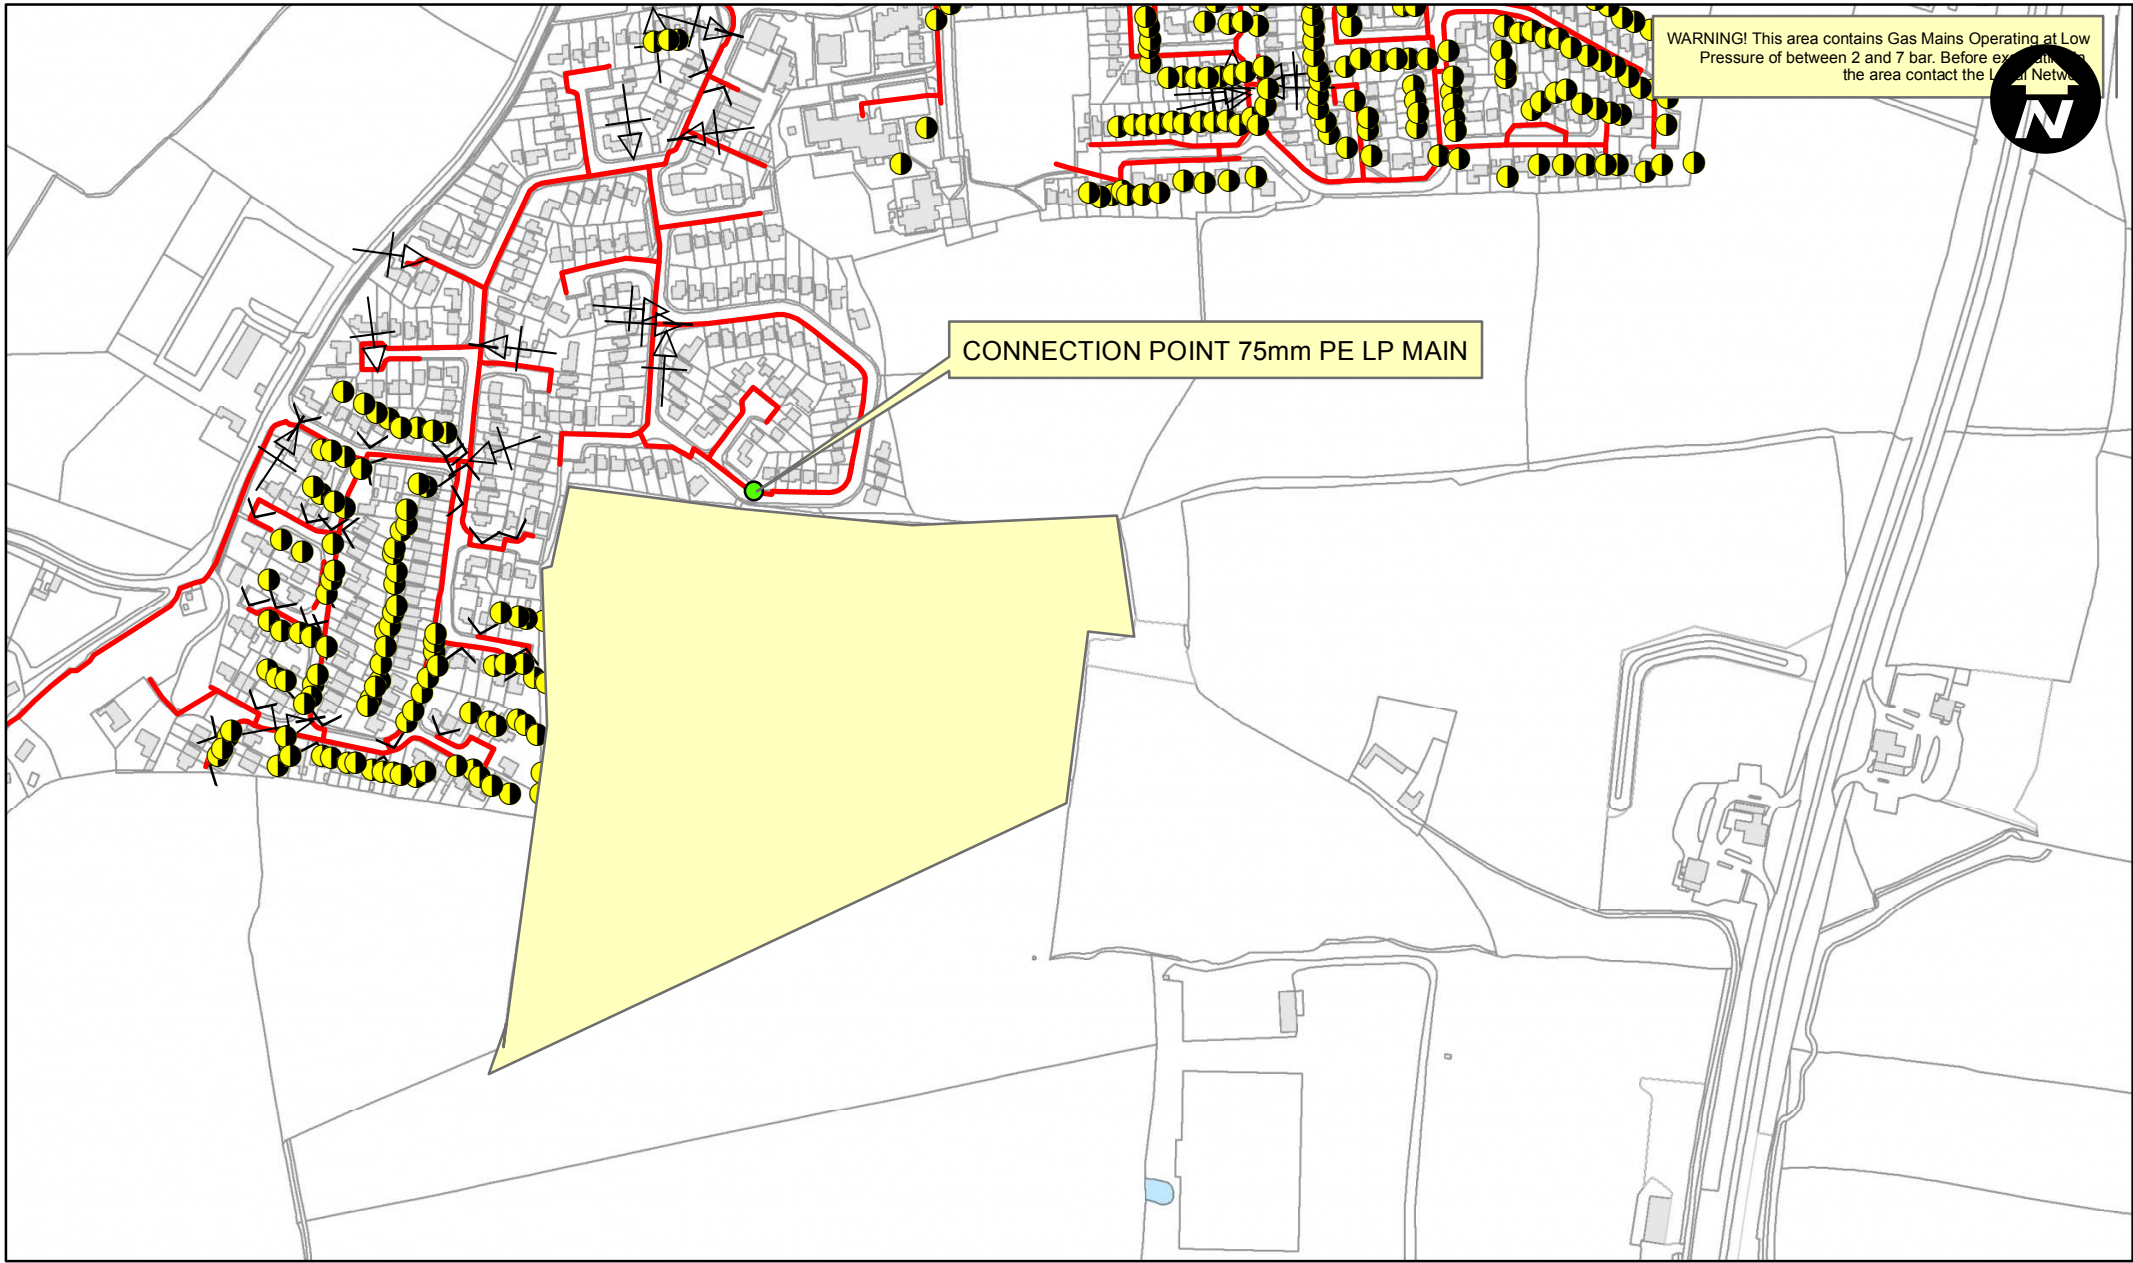 WARNING! This area contains Gas Mains Operating at Low
Pressure of between 2 and 7 bar. Before
the area contact the
N
CONNECTION POINT 75mm PE LP MAIN